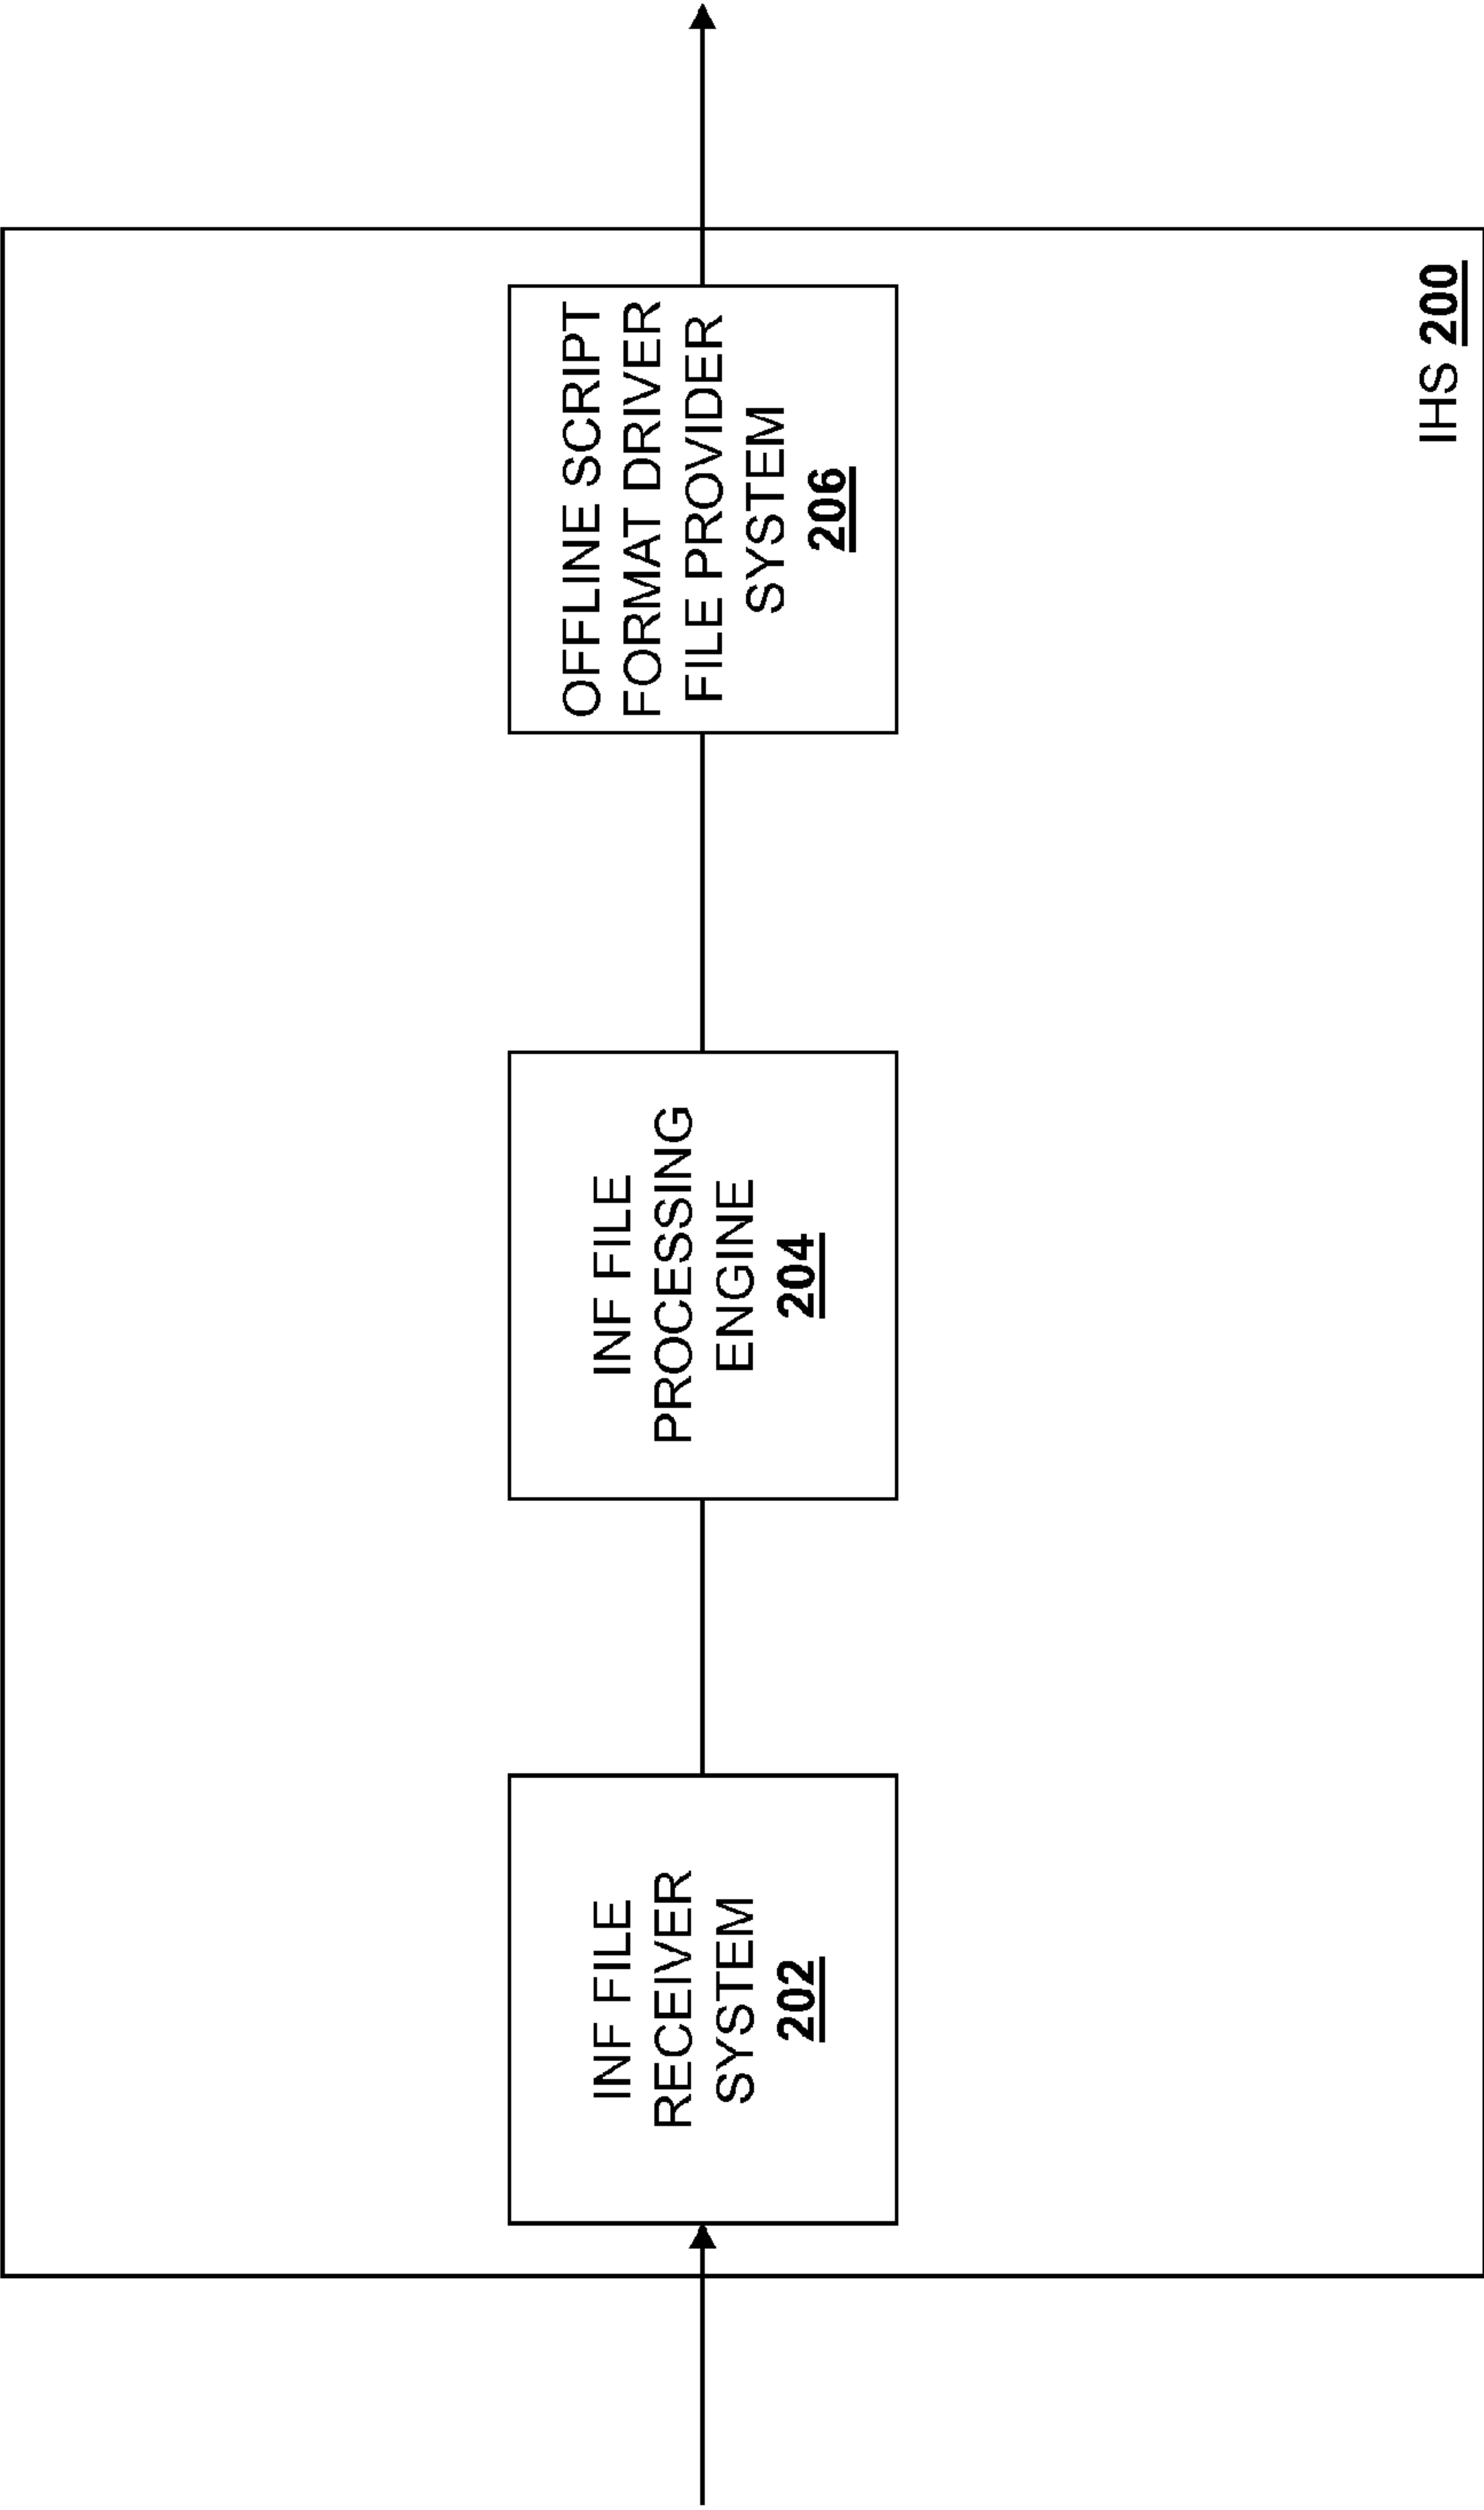 INF FILE
RECEIVER
SYSTEM
202
INF FILE
PROCESSING
ENGINE
204
OFFLINE SCRIPT
FORMAT DRIVER
FILE PROVIDER
SYSTEM
206
IHS 200